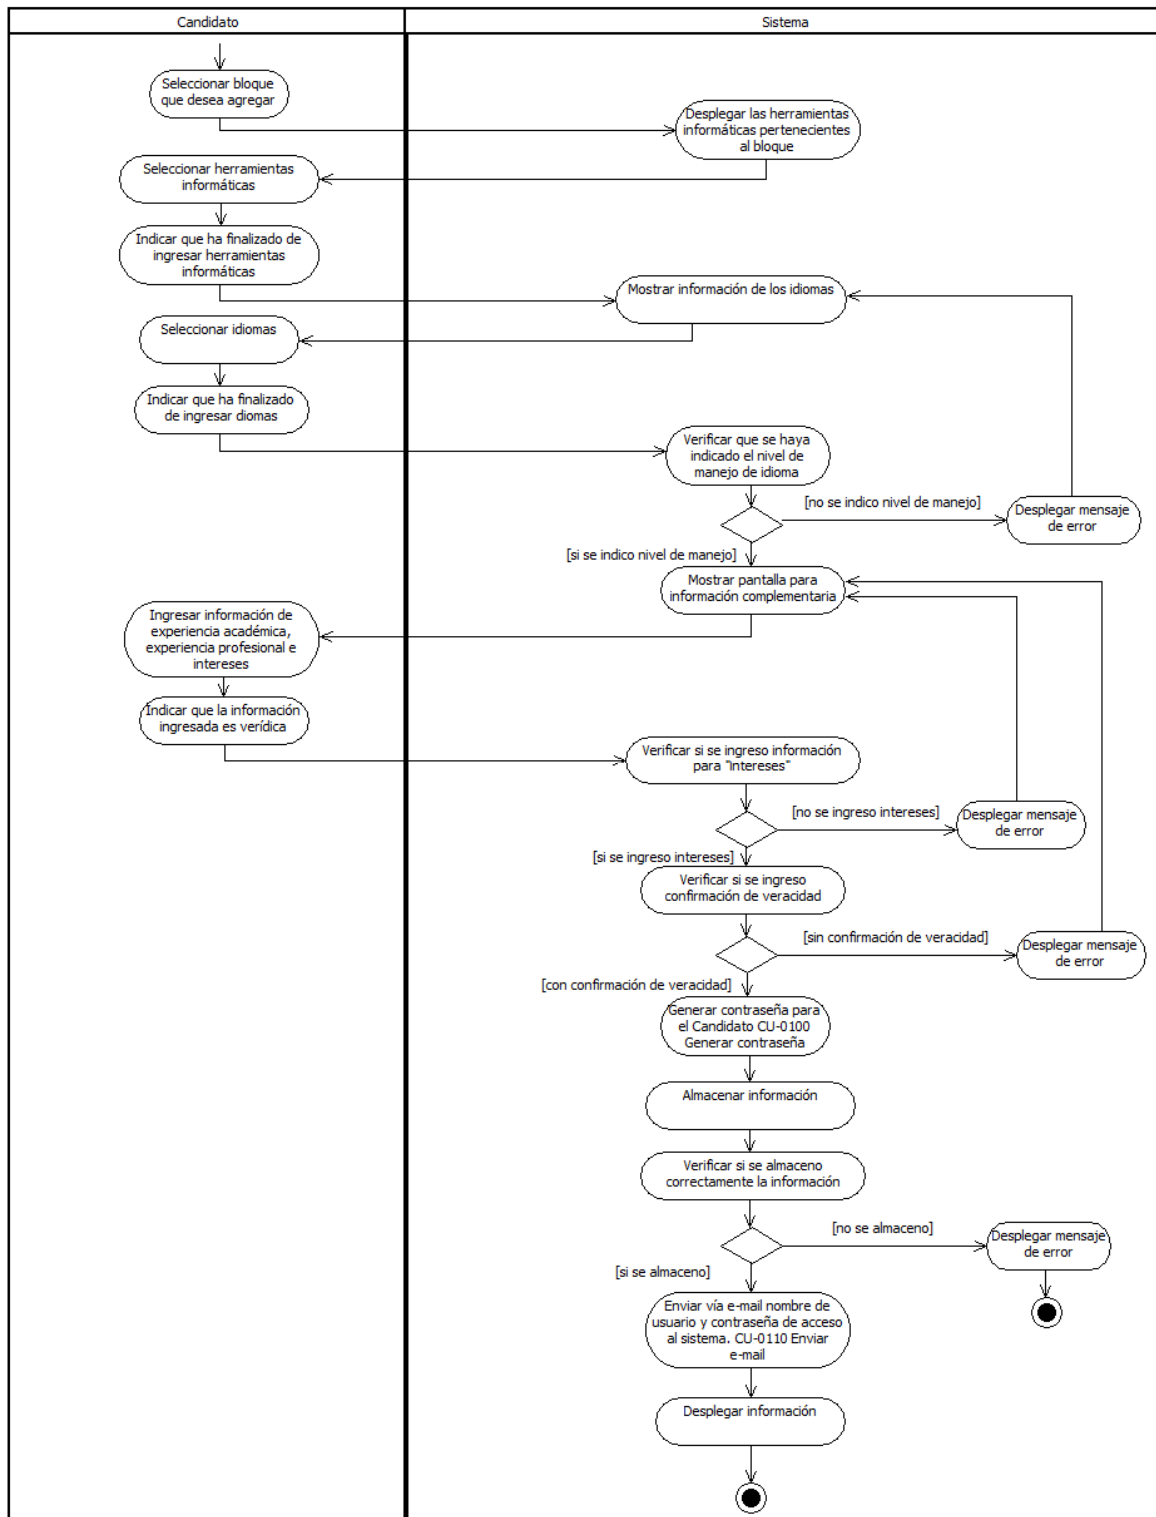 Candidato
Sistema
Seleccionar bloque
que desea agregar
Desplegar las herramientas
informáticas pertenecientes
al bloque
Seleccionar herramientas
informáticas
Indicar que ha finalizado de
ingresar herramientas
informáticas
Mostrar información de los idiomas
Seleccionar idiomas
Indicar que ha finalizado
de ingresar diomas
Verificar que se haya
indicado el nivel de
manejo de idioma
[no se indico nivel de manejo]
Desplegar mensaje
de error
[si se indico nivel de manejo]
Mostrar pantalla para
información complementaria
Ingresar información de
experiencia académica,
experiencia profesional e
intereses
Indicar que la información
ingresada es verídica
Verificar si se ingreso información
para "intereses"
[no se ingreso intereses]
Desplegar mensaje
de error
[si se ingreso intereses]
Verificar si se ingreso
confirmación de veracidad
[sin confirmación de veracidad]
Desplegar mensaje
de error
[con confirmación de veracidad]
Generar contraseña para
el Candidato CU-0100
Generar contraseña
Almacenar información
Verificar si se almaceno
correctamente la información
[no se almaceno]
Desplegar mensaje
de error
[si se almaceno]
Enviar vía e-mail nombre de
usuario y contraseña de acceso
al sistema. CU-0110 Enviar
e-mail
Desplegar información